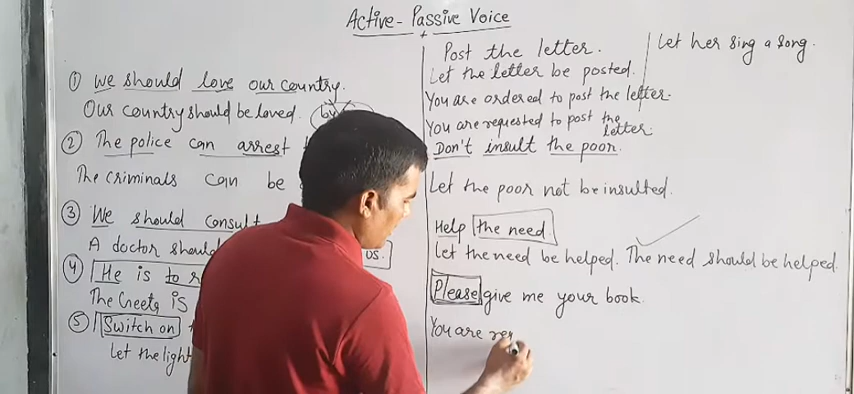 Active-Passive Voice
① We should love our country.
Our country should be loved. by
② The police can arrest
The criminals can be
③ We should consult
A doctor should us.
④ He is to
The Geeta is
⑤ Switch on
Let the light
Post the letter.
Let the letter be posted.
You are ordered to post the letter.
You are requested to post the letter.
Don't insult the poor.
Let the poor not be insulted.
Help the need
Let the need be helped. The need should be helped.
Please give me your book.
You are
Let her sing a song.